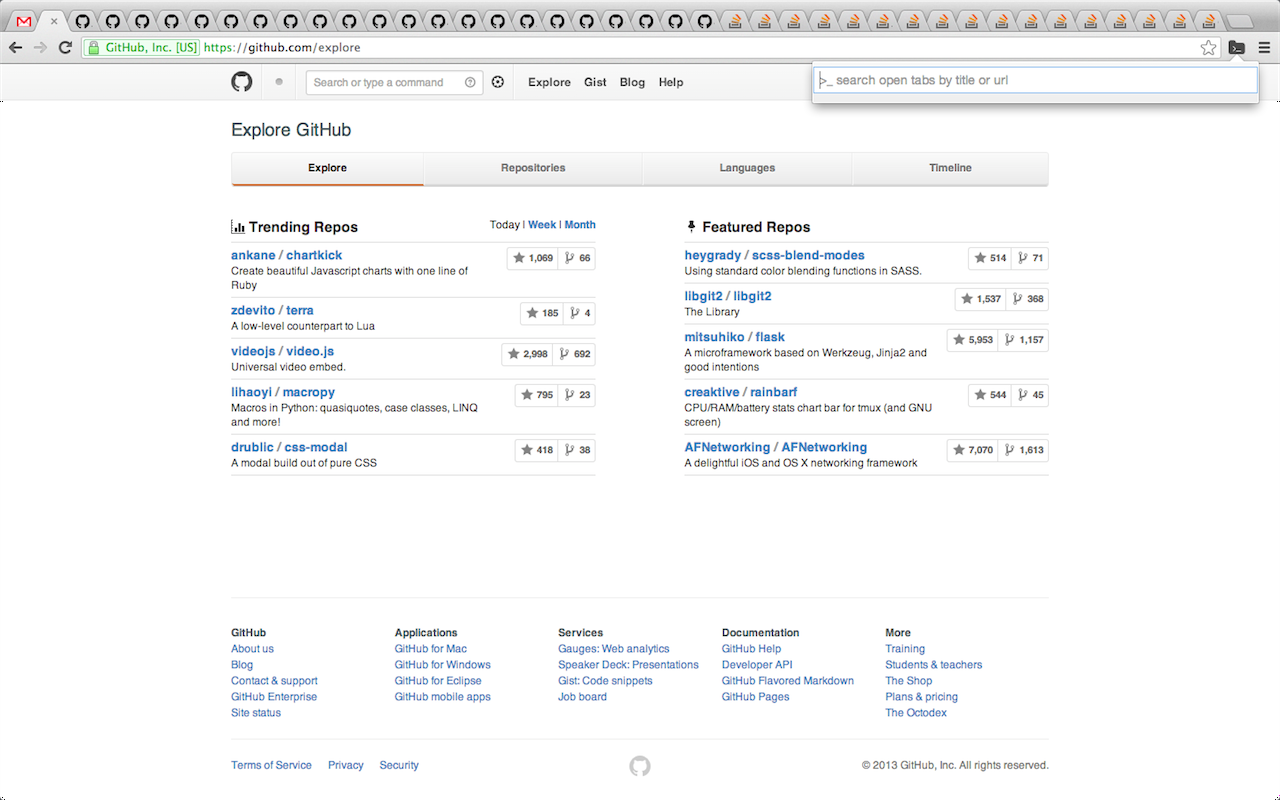 GitHub, Inc. [US] https://github.com/explore
Search or type a command
Explore Gist Blog Help
>_ search open tabs by title or url
Explore GitHub
Explore Repositories Languages Timeline
Trending Repos Today | Week | Month
ankane / chartkick 1,069 66
Create beautiful Javascript charts with one line of
Ruby
zdevito / terra 185 4
A low-level counterpart to Lua
videojs / video.js 2,998 692
Universal video embed.
lihaoyi / macropy 795 23
Macros in Python: quasiquotes, case classes, LINQ
and more!
drublic / css-modal 418 38
A modal build out of pure CSS
Featured Repos
heygrady / scss-blend-modes 514 71
Using standard color blending functions in SASS.
libgit2 / libgit2 1,537 368
The Library
mitsuhiko / flask 5,953 1,157
A microframework based on Werkzeug, Jinja2 and
good intentions
creaktive / rainbarf 544 45
CPU/RAM/battery stats chart bar for tmux (and GNU
screen)
AFNetworking / AFNetworking 7,070 1,613
A delightful iOS and OS X networking framework
GitHub
About us
Blog
Contact & support
GitHub Enterprise
Site status
Applications
GitHub for Mac
GitHub for Windows
GitHub for Eclipse
GitHub mobile apps
Services
Gauges: Web analytics
Speaker Deck: Presentations
Gist: Code snippets
Job board
Documentation
GitHub Help
Developer API
GitHub Flavored Markdown
GitHub Pages
More
Training
Students & teachers
The Shop
Plans & pricing
The Octodex
Terms of Service Privacy Security
© 2013 GitHub, Inc. All rights reserved.